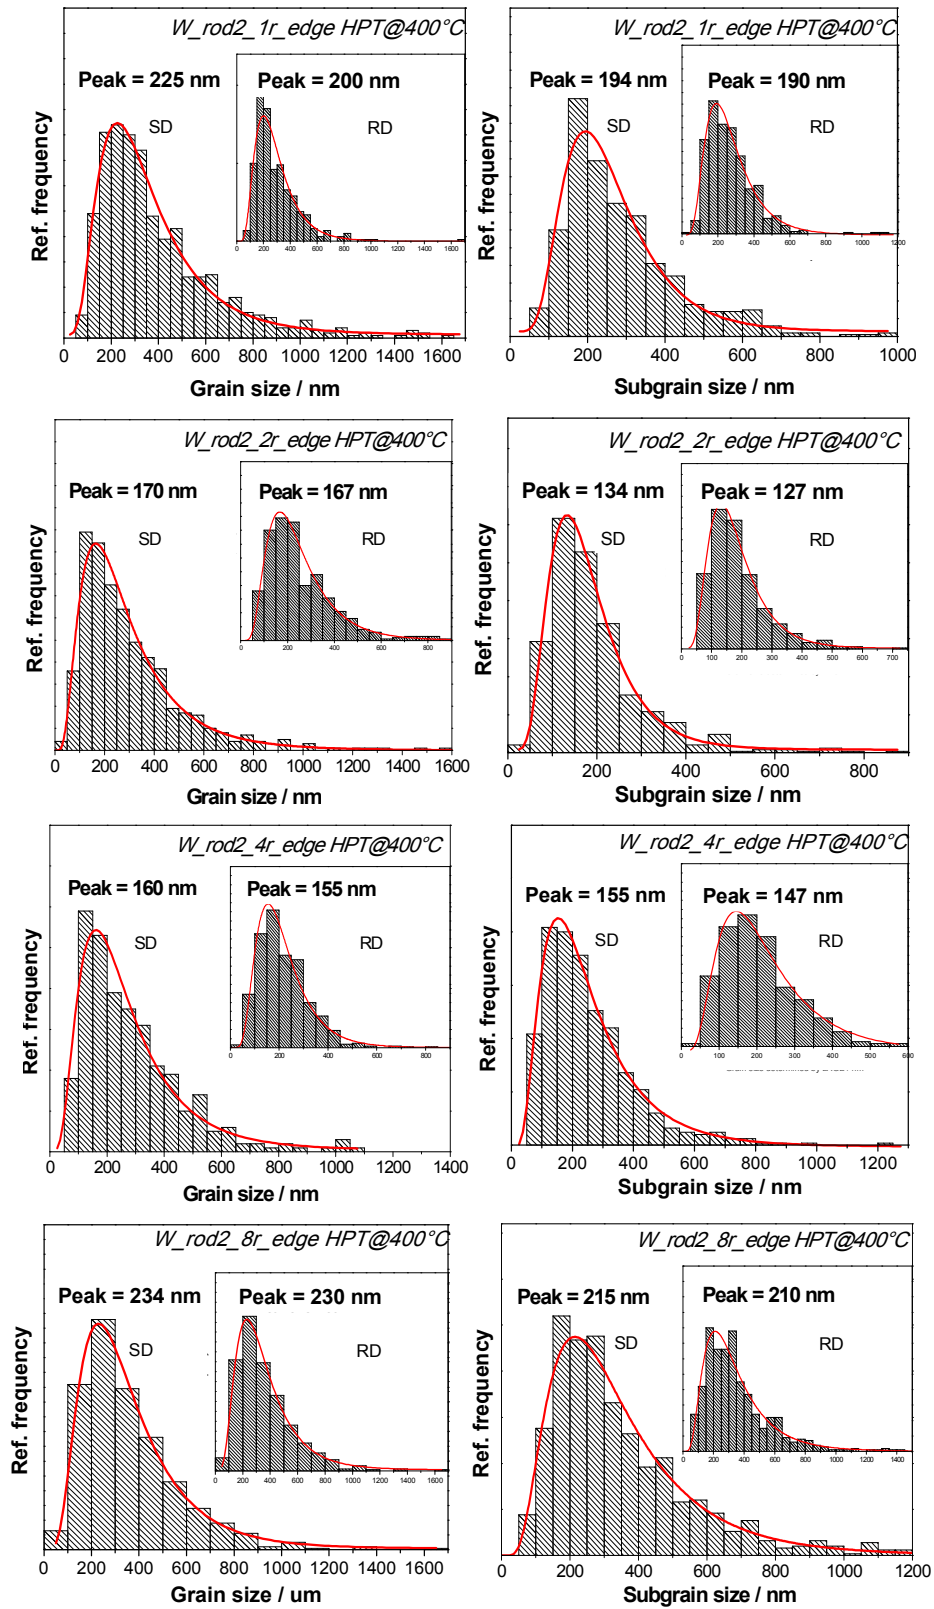 W_rod2_1r_edge HPT@400°C
Peak = 225 nm
Peak = 200 nm
SD
RD
0 200 400 600 800 1000 1200 1400 1600
Ref. frequency
0 200 400 600 800 1000 1200 1400 1600
Grain size / nm
W_rod2_1r_edge HPT@400°C
Peak = 194 nm
Peak = 190 nm
SD
RD
0 200 400 600 800 1000 1200
Ref. frequency
0 200 400 600 800 1000
Subgrain size / nm
W_rod2_2r_edge HPT@400°C
Peak = 170 nm
Peak = 167 nm
SD
RD
0 200 400 600 800
Ref. frequency
0 200 400 600 800 1000 1200 1400 1600
Grain size / nm
W_rod2_2r_edge HPT@400°C
Peak = 134 nm
Peak = 127 nm
SD
RD
0 100 200 300 400 500 600 700
Ref. frequency
0 200 400 600 800
Subgrain size / nm
W_rod2_4r_edge HPT@400°C
Peak = 160 nm
Peak = 155 nm
SD
RD
0 200 400 600 800
Ref. frequency
0 200 400 600 800 1000 1200 1400
Grain size / nm
W_rod2_4r_edge HPT@400°C
Peak = 155 nm
Peak = 147 nm
SD
RD
0 100 200 300 400 500 600
Ref. frequency
0 200 400 600 800 1000 1200
Subgrain size / nm
W_rod2_8r_edge HPT@400°C
Peak = 234 nm
Peak = 230 nm
SD
RD
0 200 400 600 800 1000 1200 1400 1600
Ref. frequency
0 200 400 600 800 1000 1200 1400 1600
Grain size / um
W_rod2_8r_edge HPT@400°C
Peak = 215 nm
Peak = 210 nm
SD
RD
0 200 400 600 800 1000 1200 1400
Ref. frequency
0 200 400 600 800 1000 1200
Subgrain size / nm